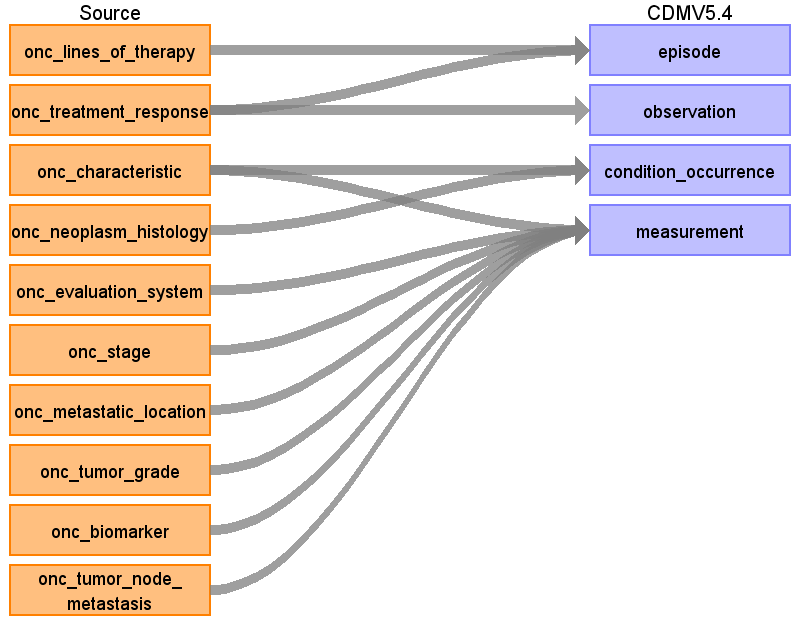 Source
CDMV5.4
onc_lines_of_therapy
episode
onc_treatment_response
observation
onc_characteristic
condition_occurrence
onc_neoplasm_histology
measurement
onc_evaluation_system
onc_stage
onc_metastatic_location
onc_tumor_grade
onc_biomarker
onc_tumor_node_
metastasis